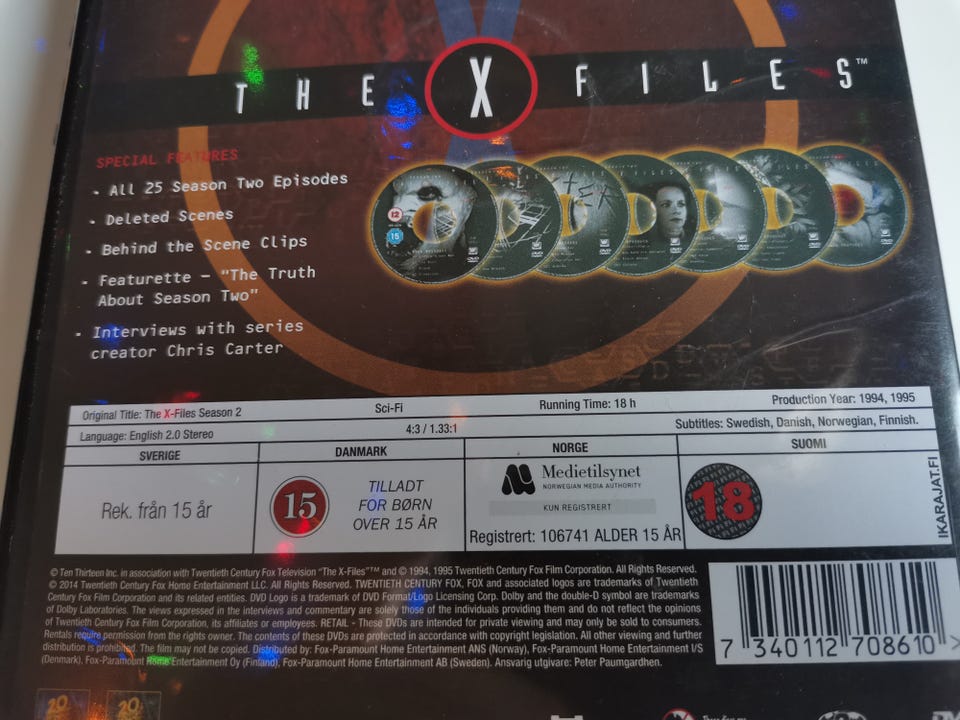 THE X FILES™
SPECIAL FEATURES
- All 25 Season Two Episodes
- Deleted Scenes
- Behind the Scene Clips
- Featurette – "The Truth
About Season Two"
- Interviews with series
creator Chris Carter
12
15
Original Title: The X-Files Season 2 Sci-Fi Running Time: 18 h Production Year: 1994, 1995
Language: English 2.0 Stereo 4:3 / 1.33:1 Subtitles: Swedish, Danish, Norwegian, Finnish.
SVERIGE DANMARK NORGE SUOMI
Rek. från 15 år
15
TILLADT
FOR BØRN
OVER 15 ÅR
Medietilsynet
NORWEGIAN MEDIA AUTHORITY
KUN REGISTRERT
Registrert: 106741 ALDER 15 ÅR
18
IKARAJAT.FI
© Ten Thirteen Inc. in association with Twentieth Century Fox Television "The X-Files"™ and © 1994, 1995 Twentieth Century Fox Film Corporation. All Rights Reserved.
© 2014 Twentieth Century Fox Home Entertainment LLC. All Rights Reserved. TWENTIETH CENTURY FOX, FOX and associated logos are trademarks of Twentieth
Century Fox Film Corporation and its related entities. DVD Logo is a trademark of DVD Format/Logo Licensing Corp. Dolby and the double-D symbol are trademarks
of Dolby Laboratories. The views expressed in the interviews and commentary are solely those of the individuals providing them and do not reflect the opinions
of Twentieth Century Fox Film Corporation, its affiliates or employees. RETAIL - These DVDs are intended for private viewing and may only be sold to consumers.
Rentals require permission from the rights owner. The contents of these DVDs are protected in accordance with copyright legislation. All other viewing and further
distribution is prohibited. The film may not be copied. Distributed by: Fox-Paramount Home Entertainment ANS (Norway), Fox-Paramount Home Entertainment I/S
(Denmark), Fox-Paramount Home Entertainment Oy (Finland), Fox-Paramount Home Entertainment AB (Sweden). Ansvarig utgivare: Peter Paumgardhen.
7 340112 708610 >
20
20